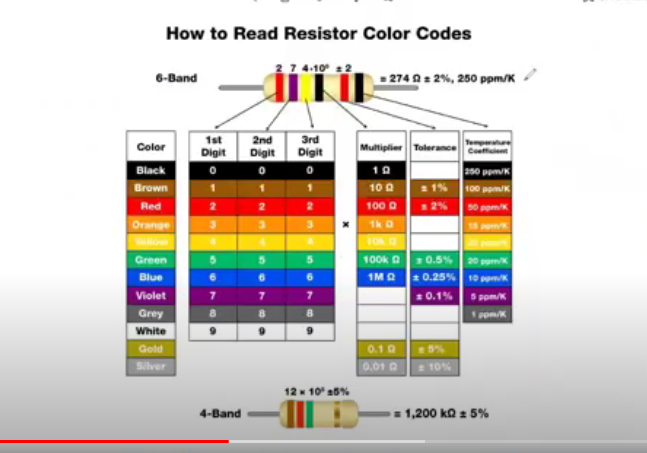 How to Read Resistor Color Codes
2 7 4·10⁰ ± 2
6-Band = 274 Ω ± 2%, 250 ppm/K
Color 1st Digit 2nd Digit 3rd Digit Multiplier Tolerance Temperature Coefficient
Black 0 0 0 1 Ω 250 ppm/K
Brown 1 1 1 10 Ω ± 1% 100 ppm/K
Red 2 2 2 100 Ω ± 2% 50 ppm/K
Orange 3 3 3 × 1k Ω 15 ppm/K
Yellow 4 4 4 10k Ω 25 ppm/K
Green 5 5 5 100k Ω ± 0.5% 20 ppm/K
Blue 6 6 6 1M Ω ± 0.25% 10 ppm/K
Violet 7 7 7 ± 0.1% 5 ppm/K
Grey 8 8 8 1 ppm/K
White 9 9 9
Gold 0.1 Ω ± 5%
Silver 0.01 Ω ± 10%
12 × 10⁵ ±5%
4-Band = 1,200 kΩ ± 5%